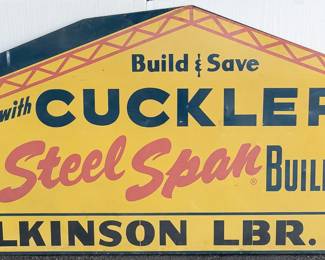 Build & Save
with CUCKLER
Steel Span® BUIL
LKINSON LBR.